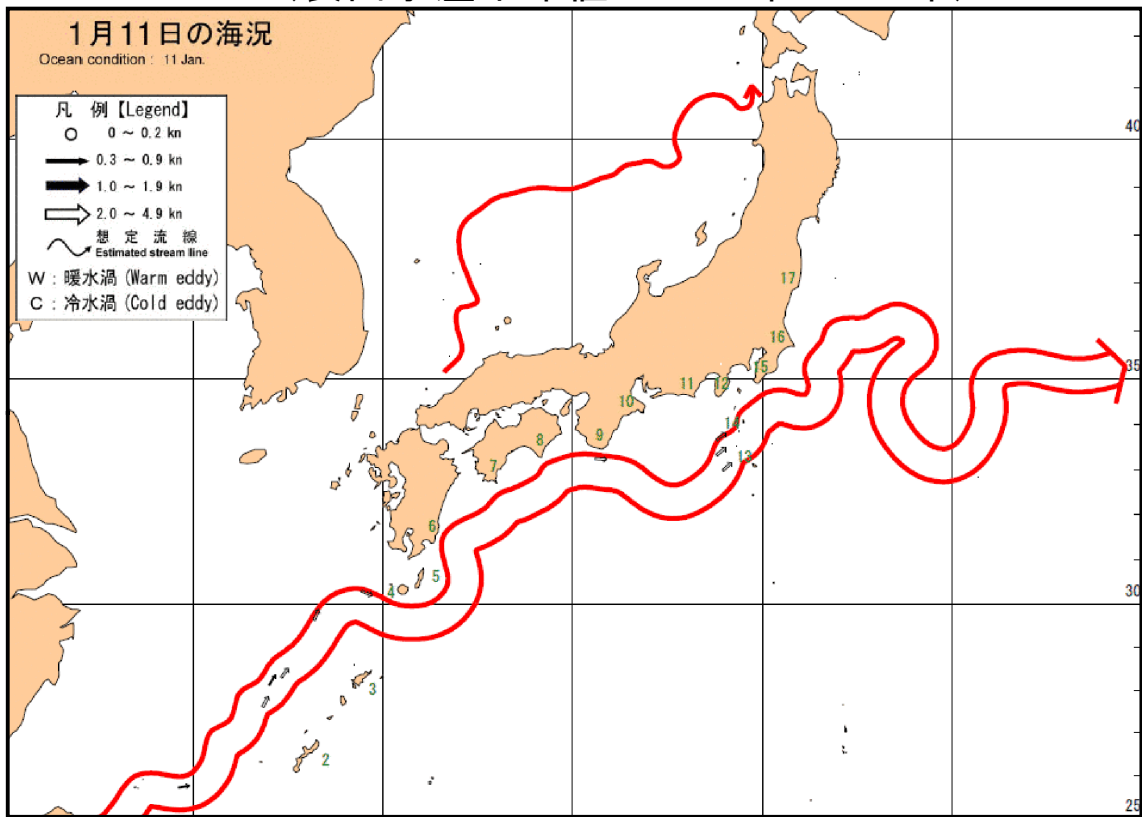 1月11日の海況
Ocean condition : 11 Jan.
凡 例【Legend】
0 ～ 0.2 kn
0.3 ～ 0.9 kn
1.0 ～ 1.9 kn
2.0 ～ 4.9 kn
想 定 流 線
Estimated stream line
W : 暖水渦 (Warm eddy)
C : 冷水渦 (Cold eddy)
40
17
16
35
15
12
11
10
14
9
8
13
7
6
5
4
30
3
2
25